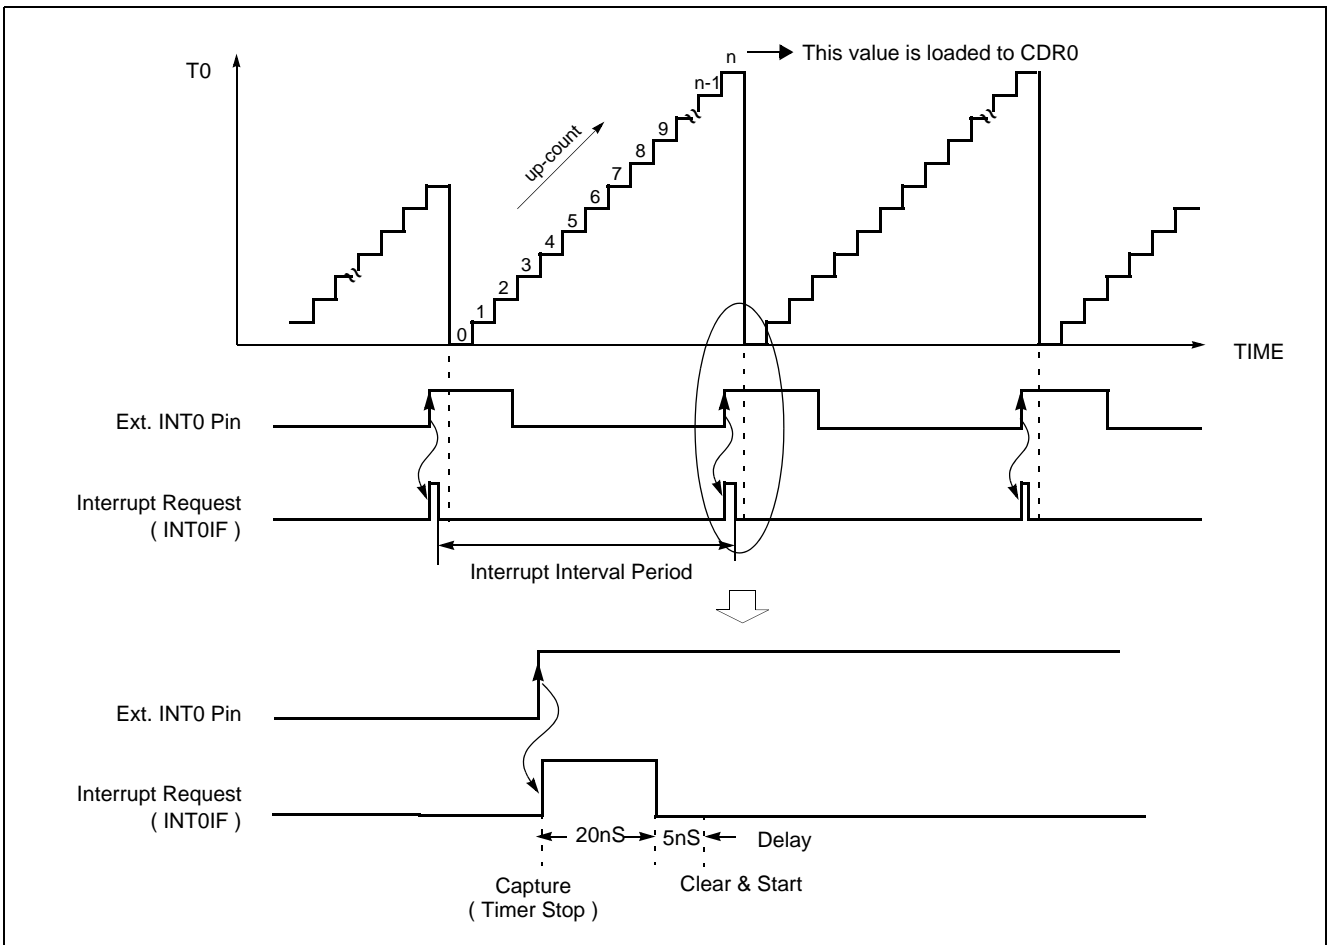 T0
n
This value is loaded to CDR0
n-1
up-count
9
8
7
6
5
4
3
2
1
0
TIME
Ext. INT0 Pin
Interrupt Request
( INT0IF )
Interrupt Interval Period
Ext. INT0 Pin
Interrupt Request
( INT0IF )
20nS
5nS
Delay
Capture
( Timer Stop )
Clear & Start